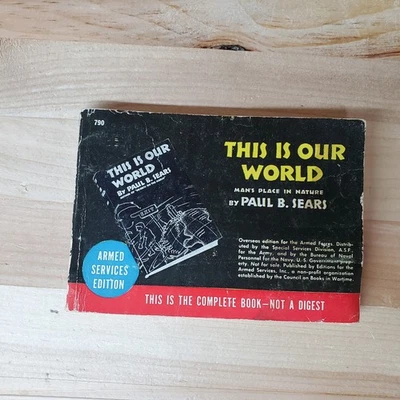 790
THIS IS OUR
WORLD
BY PAUL B. SEARS
THIS IS OUR
WORLD
MAN'S PLACE IN NATURE
BY PAUL B. SEARS
Overseas edition for the Armed Forces. Distrib-
uted by the Special Services Division, A.S.F.
for the Army, and by the Bureau of Naval
Personnel for the Navy. U. S. Government prop-
erty. Not for sale. Published by Editions for the
Armed Services, Inc., a non-profit organization
established by the Council on Books in Wartime.
ARMED
SERVICES
EDITION
THIS IS THE COMPLETE BOOK—NOT A DIGEST